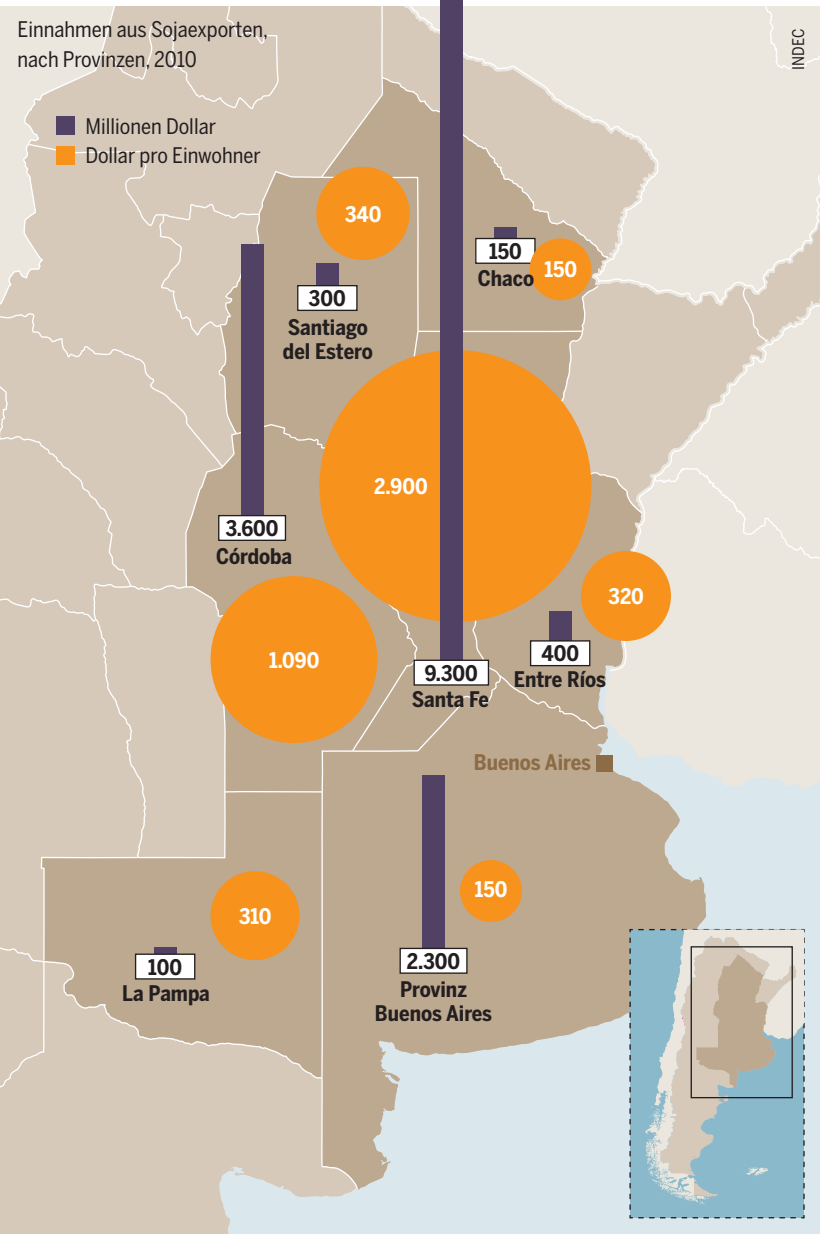 Einnahmen aus Sojaexporten,
nach Provinzen, 2010
INDEC
Millionen Dollar
Dollar pro Einwohner
340
150
Chaco
150
300
Santiago
del Estero
2.900
3.600
Córdoba
320
400
Entre Ríos
1.090
9.300
Santa Fe
Buenos Aires
150
310
100
La Pampa
2.300
Provinz
Buenos Aires